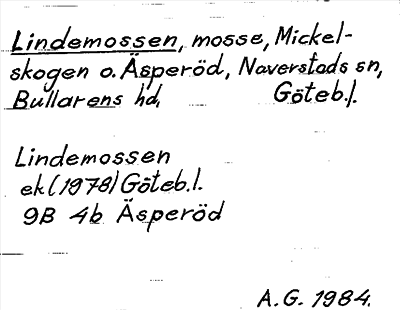 Lindemossen, mosse, Mickel-
skogen o. Äsperöd, Naverstads sn,
Bullarens hd, Göteb.l.
Lindemossen
ek (1978) Göteb.l.
9B 4b Äsperöd
A.G. 1984.